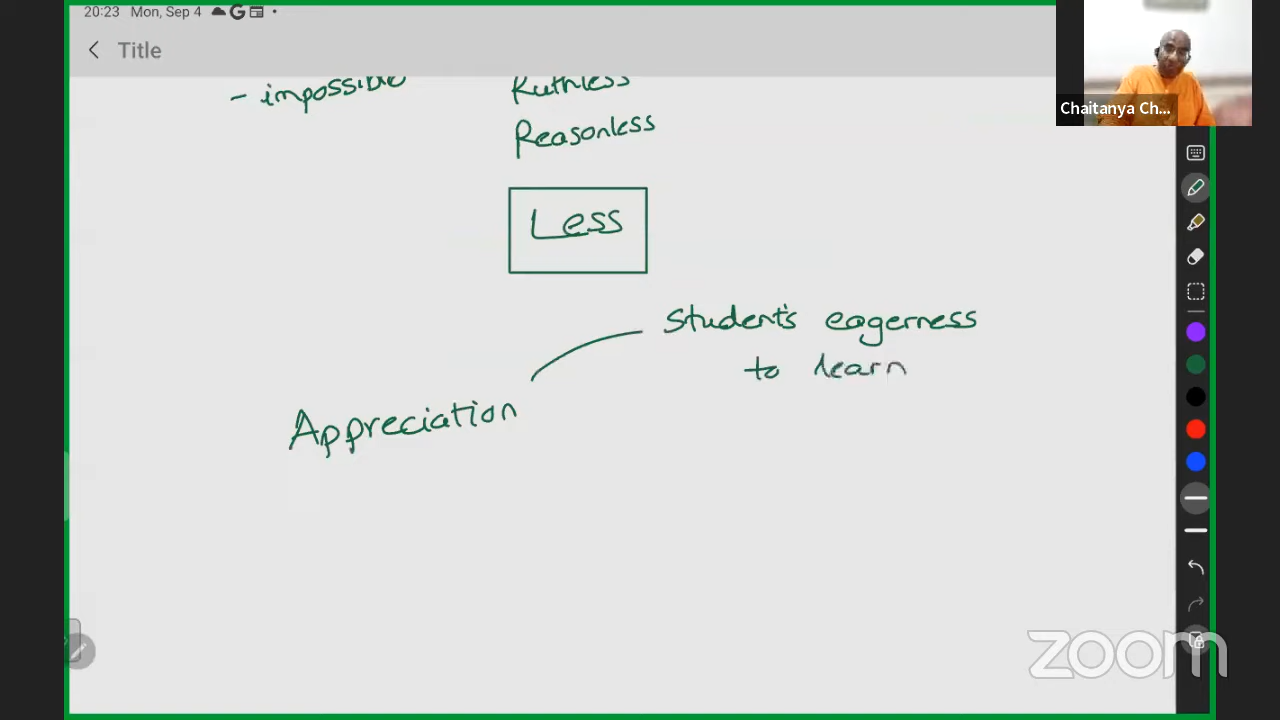 20:23 Mon, Sep 4
Title
Chaitanya Ch...
- impossible
Ruthless
Reasonless
Less
Student's eagerness
to learn
Appreciation
zoom